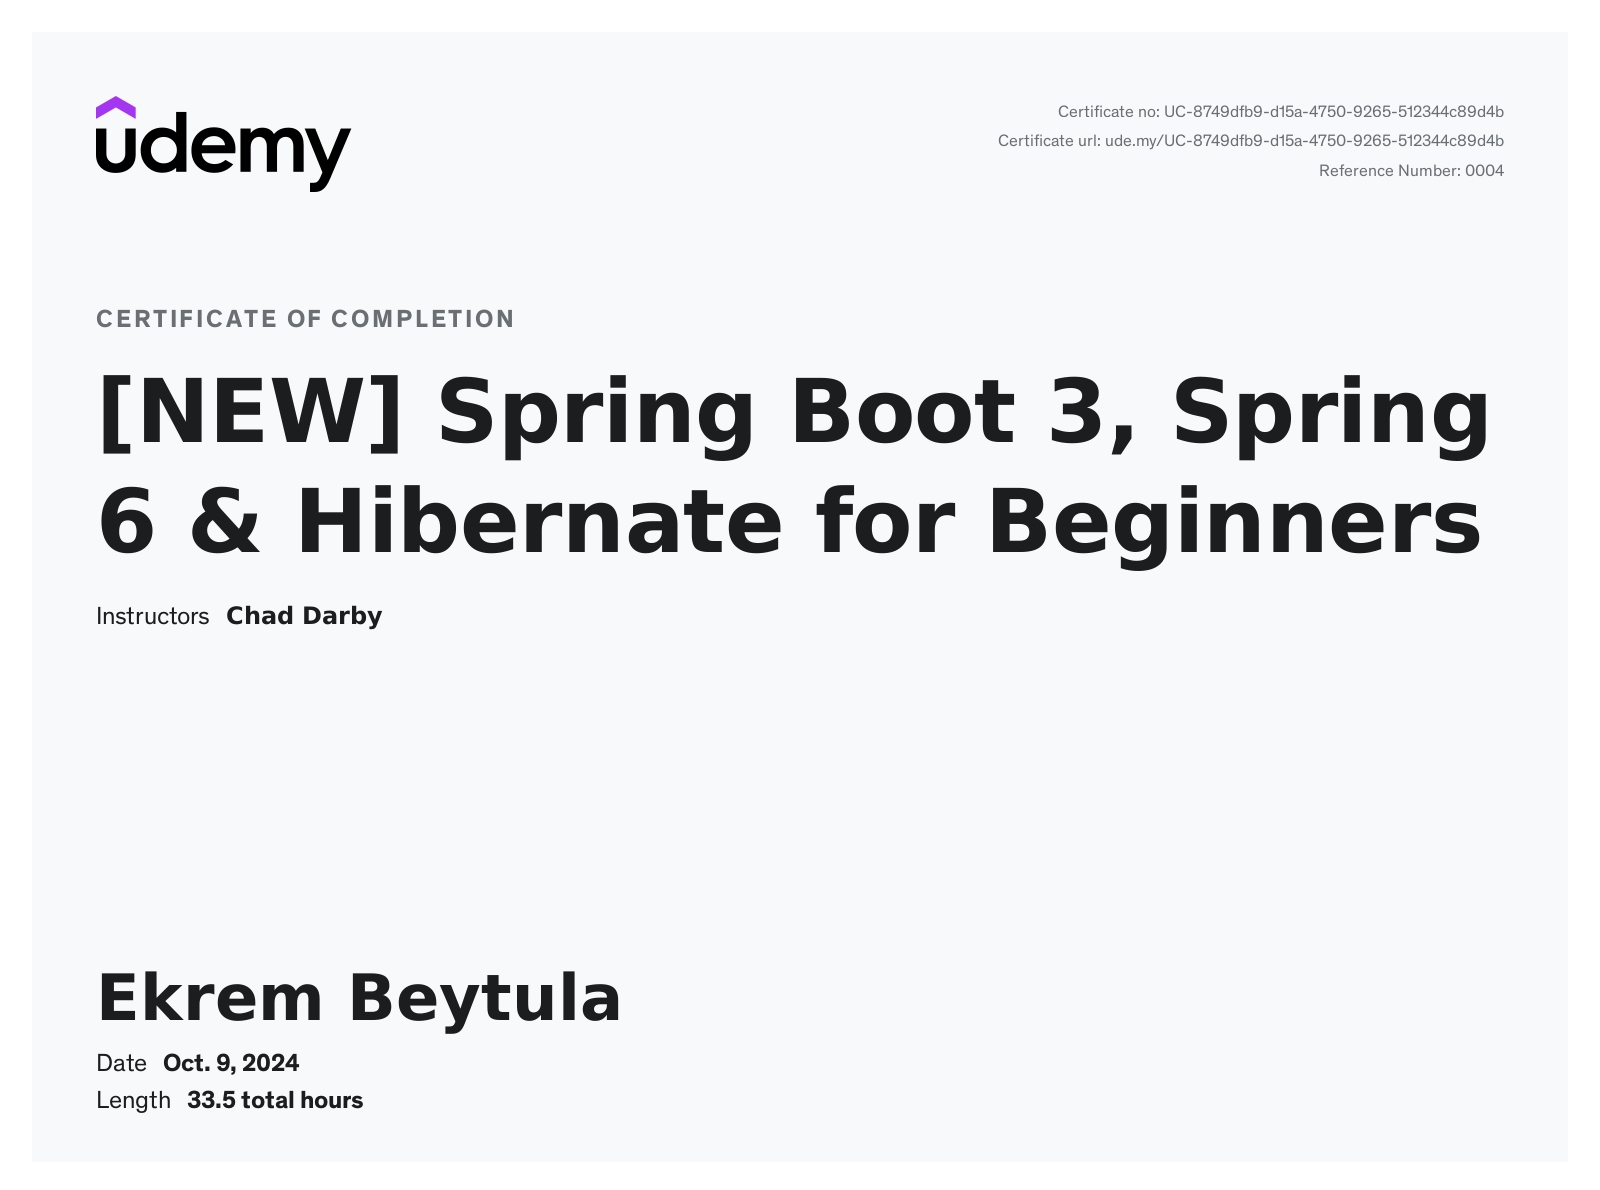 udemy
Certificate no: UC-8749dfb9-d15a-4750-9265-512344c89d4b
Certificate url: ude.my/UC-8749dfb9-d15a-4750-9265-512344c89d4b
Reference Number: 0004
CERTIFICATE OF COMPLETION
[NEW] Spring Boot 3, Spring
6 & Hibernate for Beginners
Instructors Chad Darby
Ekrem Beytula
Date Oct. 9, 2024
Length 33.5 total hours